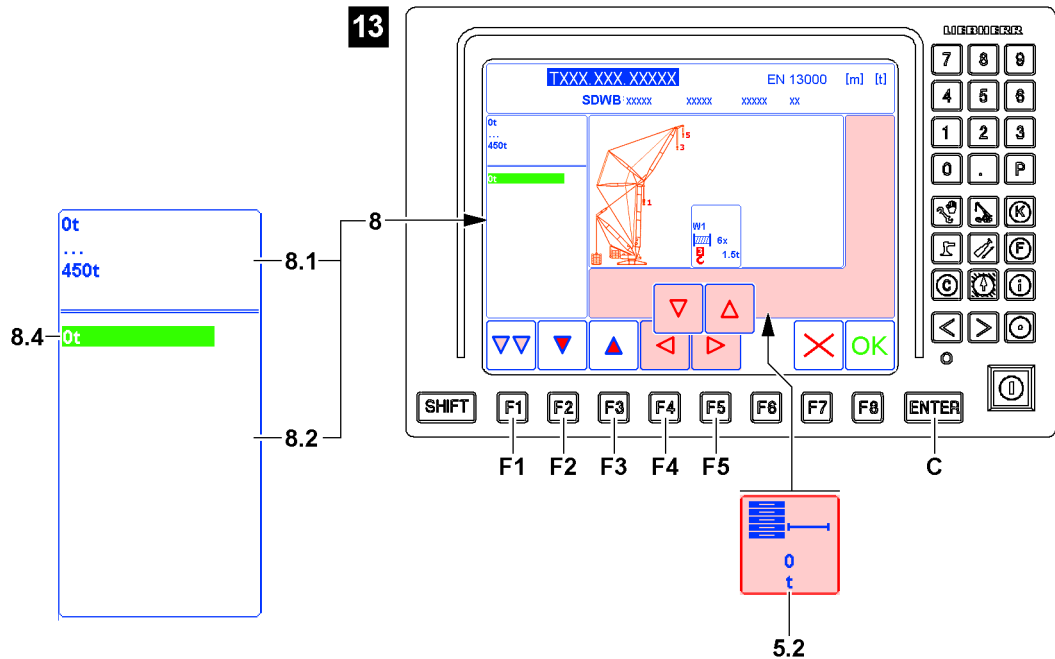 13
LIEBHERR
TXXX.XXX.XXXXX EN 13000 [m] [t]
SDWB xxxxx xxxxx xxxxx xx
0t
...
450t
0t
5
3
1
W1
6x
3
1.5t
OK
7 8 9
4 5 6
1 2 3
0 . P
K
F
C i
SHIFT F1 F2 F3 F4 F5 F6 F7 F8 ENTER
F1 F2 F3 F4 F5 C
8
0t
...
450t
8.1
8.4
0t
8.2
0
t
5.2